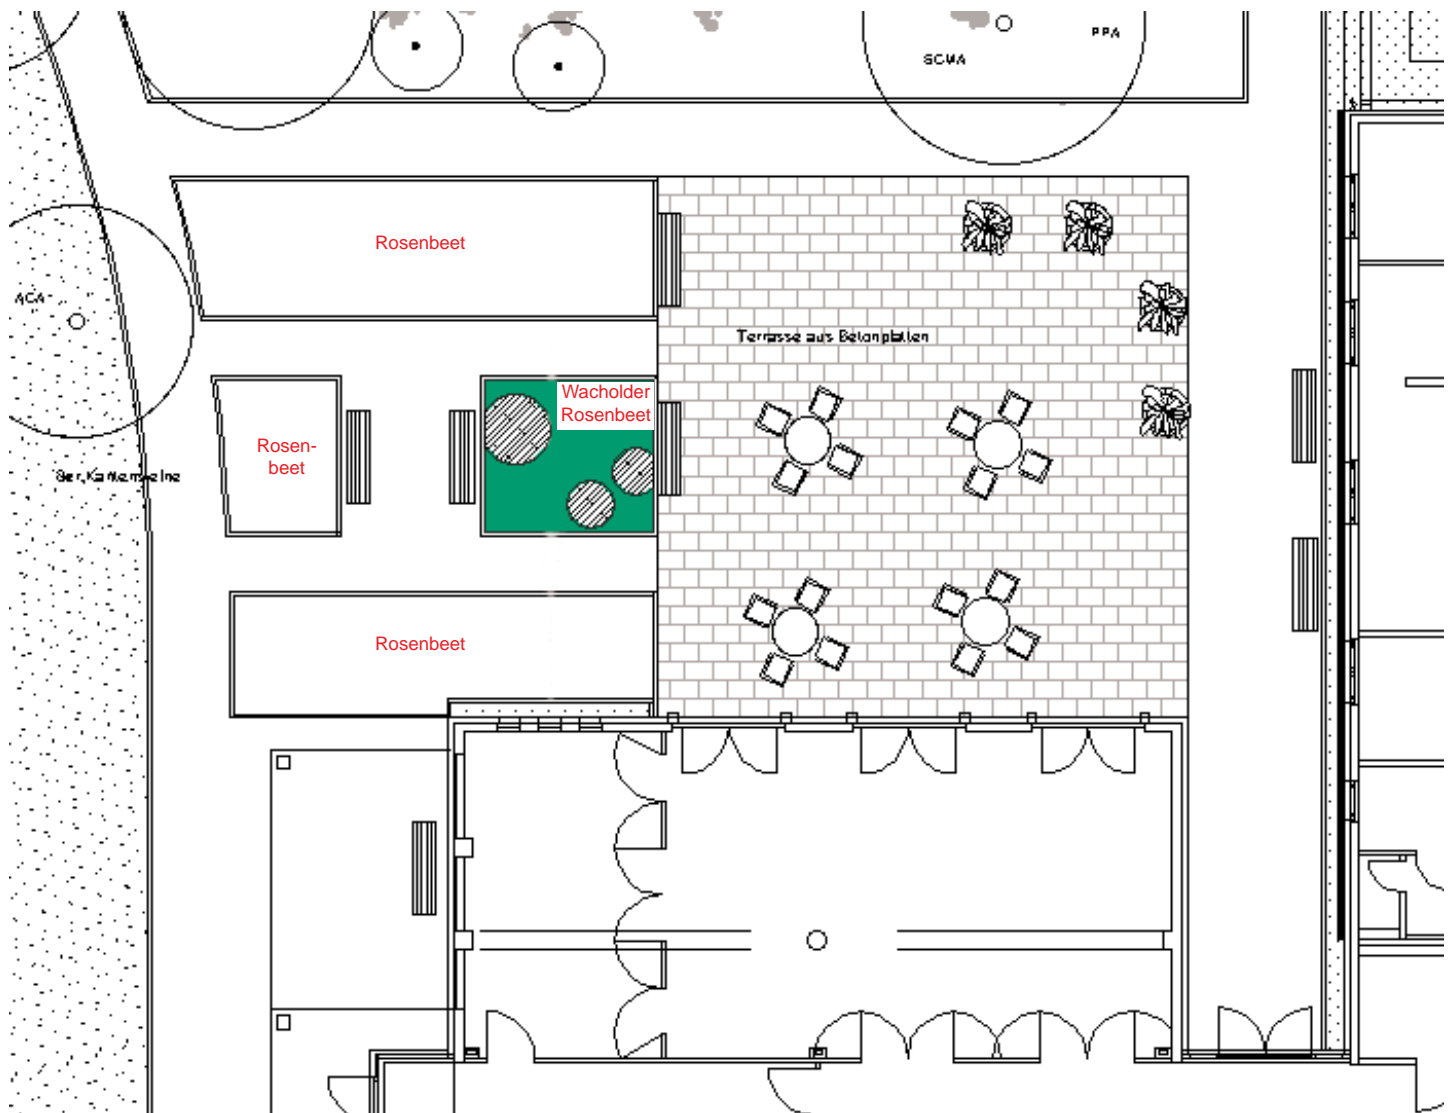 PPA
SCMA
Rosenbeet
ACA
Terrasse aus Betonplatten
Wacholder
Rosenbeet
Rosen-
beet
Rosenbeet